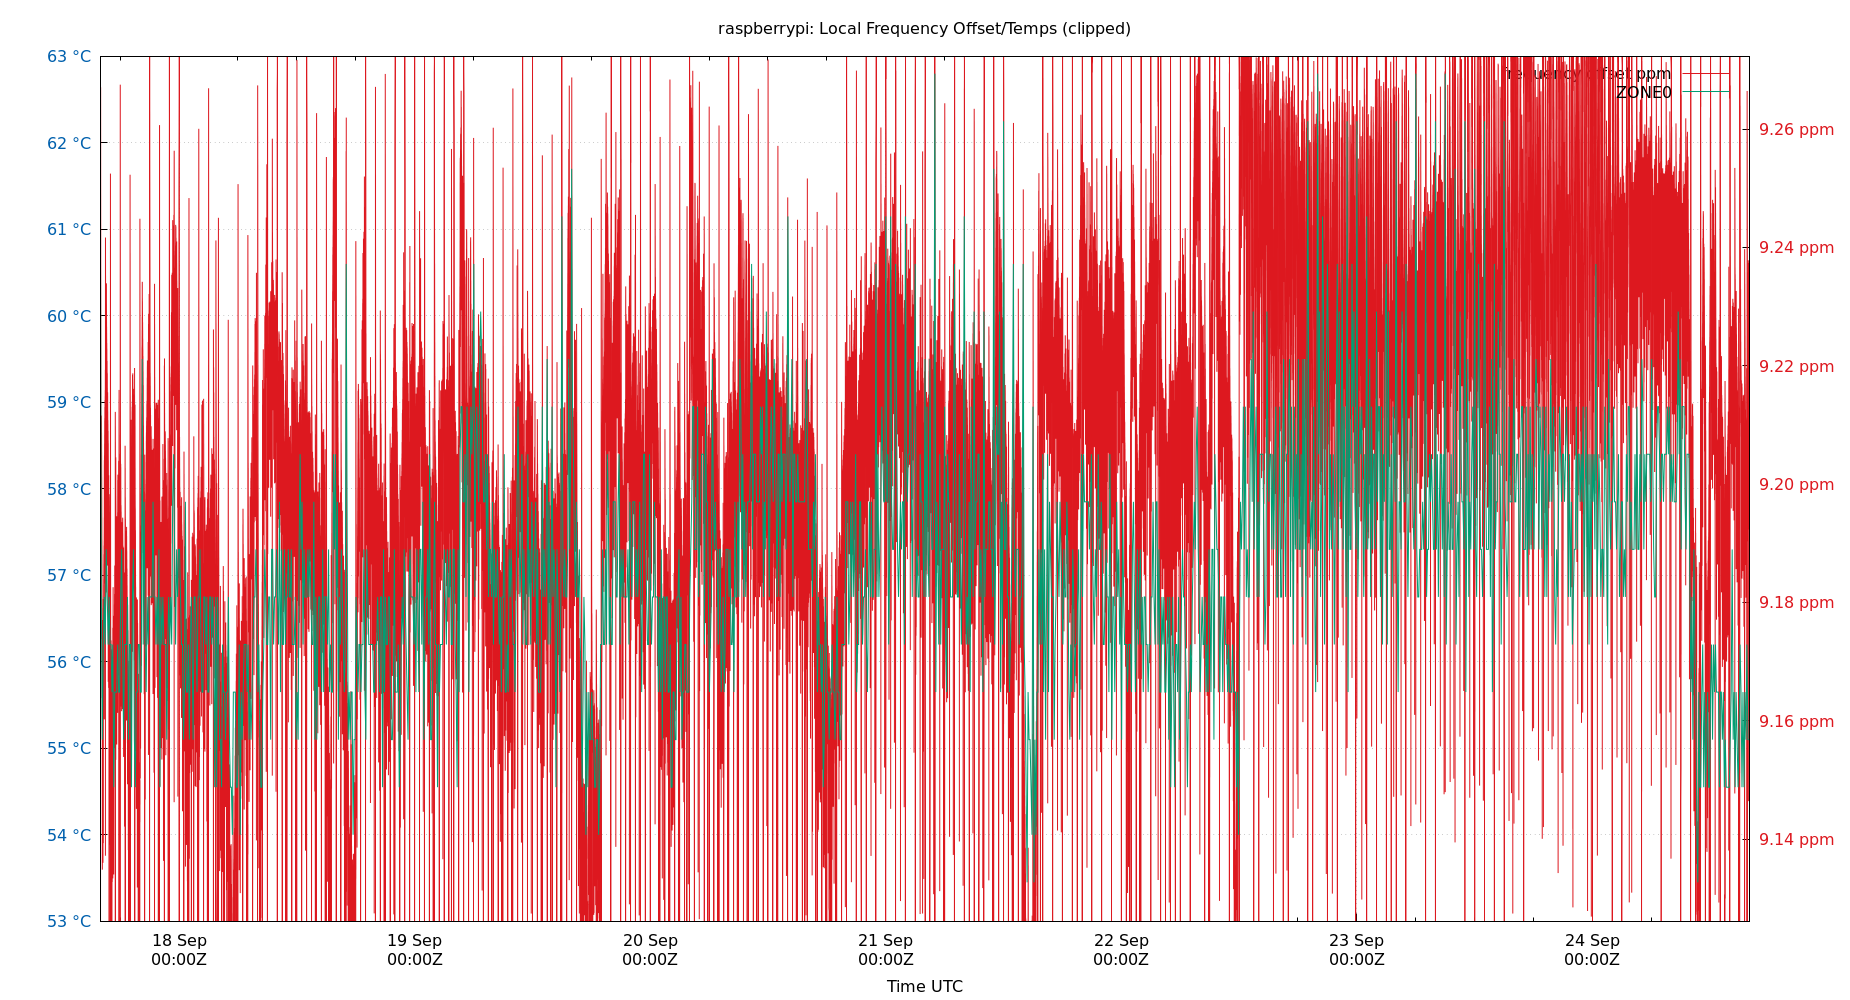 raspberrypi: Local Frequency Offset/Temps (clipped)
63 °C
62 °C
61 °C
60 °C
59 °C
58 °C
57 °C
56 °C
55 °C
54 °C
53 °C
frequency offset ppm
ZONE0
9.26 ppm
9.24 ppm
9.22 ppm
9.20 ppm
9.18 ppm
9.16 ppm
9.14 ppm
18 Sep 19 Sep 20 Sep 21 Sep 22 Sep 23 Sep 24 Sep
00:00Z 00:00Z 00:00Z 00:00Z 00:00Z 00:00Z 00:00Z
Time UTC